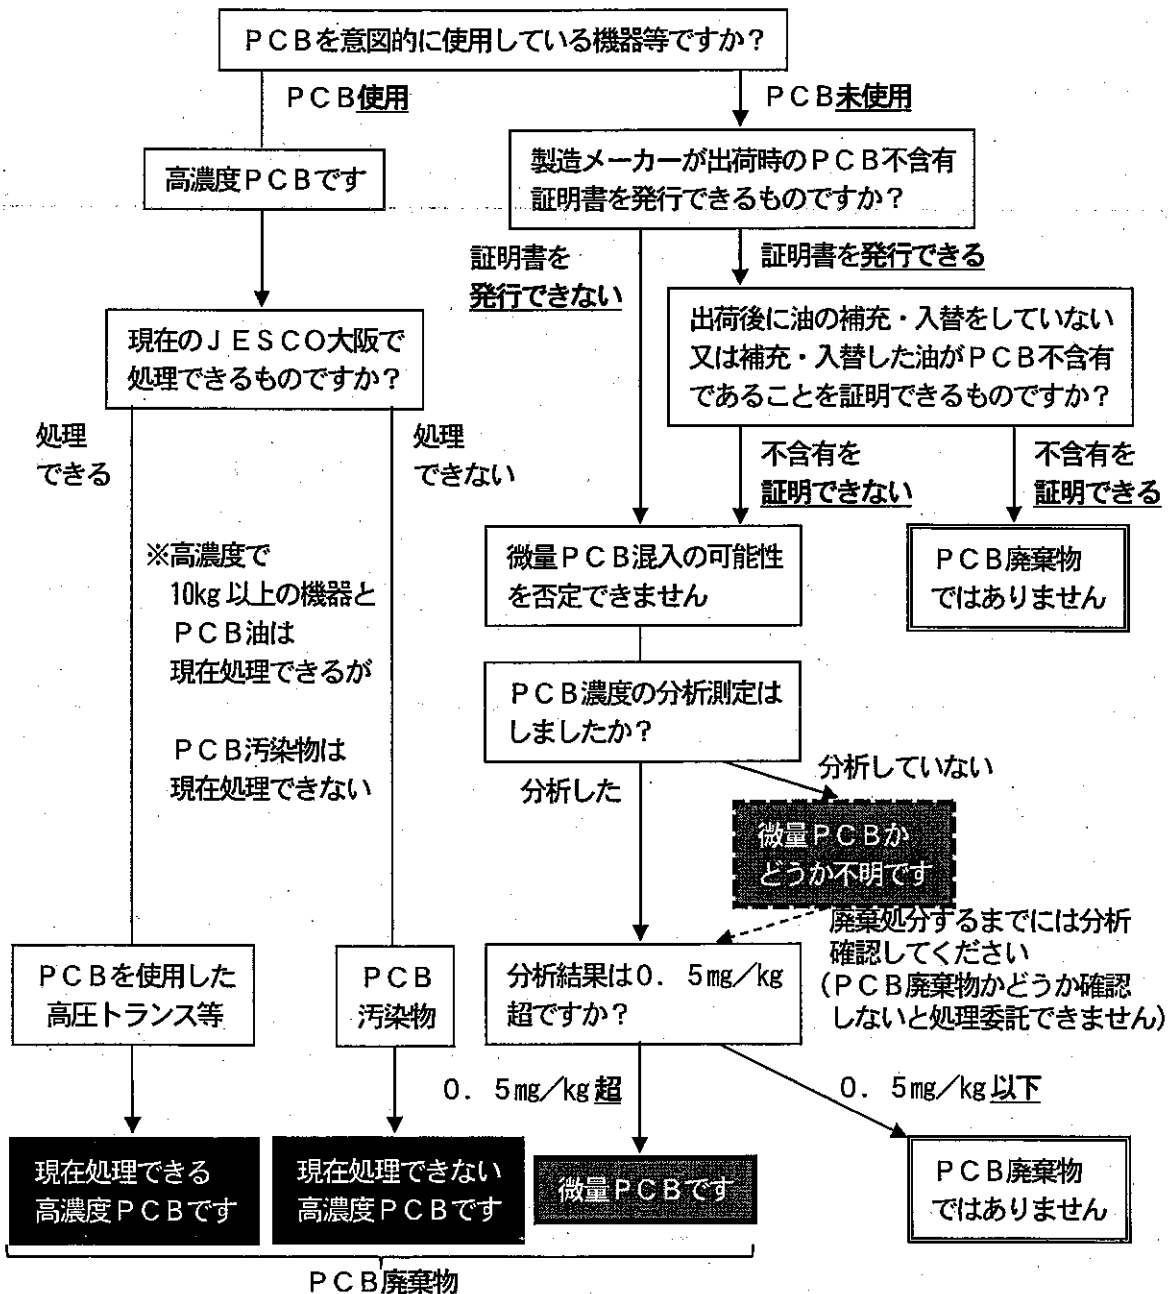 ＰＣＢを意図的に使用している機器等ですか？
ＰＣＢ使用
ＰＣＢ未使用
高濃度ＰＣＢです
製造メーカーが出荷時のＰＣＢ不含有
証明書を発行できるものですか？
証明書を
発行できない
証明書を発行できる
現在のＪＥＳＣＯ大阪で
処理できるものですか？
出荷後に油の補充・入替をしていない
又は補充・入替した油がＰＣＢ不含有
であることを証明できるものですか？
処理
できる
処理
できない
不含有を
証明できない
不含有を
証明できる
※高濃度で
10kg以上の機器と
ＰＣＢ油は
現在処理できるが
ＰＣＢ汚染物は
現在処理できない
微量ＰＣＢ混入の可能性
を否定できません
ＰＣＢ廃棄物
ではありません
ＰＣＢ濃度の分析測定は
しましたか？
分析した
分析していない
微量ＰＣＢか
どうか不明です
廃棄処分するまでには分析
確認してください
（ＰＣＢ廃棄物かどうか確認
しないと処理委託できません）
ＰＣＢを使用した
高圧トランス等
ＰＣＢ
汚染物
分析結果は０．５㎎／kg
超ですか？
０．５㎎／kg超
０．５㎎／kg以下
現在処理できる
高濃度ＰＣＢです
現在処理できない
高濃度ＰＣＢです
微量ＰＣＢです
ＰＣＢ廃棄物
ではありません
ＰＣＢ廃棄物